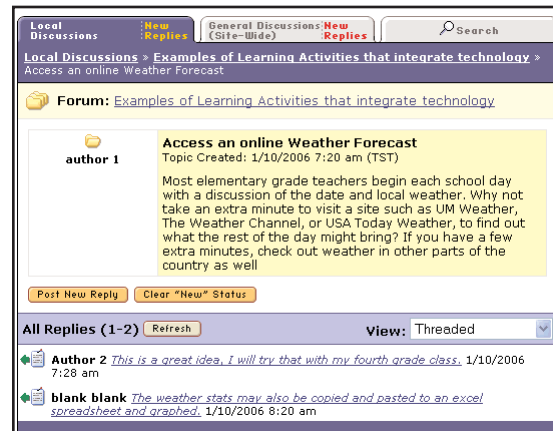 Local Discussions New Replies General Discussions (Site-Wide) New Replies Search
Local Discussions » Examples of Learning Activities that integrate technology »
Access an online Weather Forecast
Forum: Examples of Learning Activities that integrate technology
author 1
Access an online Weather Forecast
Topic Created: 1/10/2006 7:20 am (TST)
Most elementary grade teachers begin each school day
with a discussion of the date and local weather. Why not
take an extra minute to visit a site such as UM Weather,
The Weather Channel, or USA Today Weather, to find out
what the rest of the day might bring? If you have a few
extra minutes, check out weather in other parts of the
country as well
Post New Reply Clear "New" Status
All Replies (1-2) Refresh View: Threaded
Author 2 This is a great idea, I will try that with my fourth grade class. 1/10/2006
7:28 am
blank blank The weather stats may also be copied and pasted to an excel
spreadsheet and graphed. 1/10/2006 8:20 am